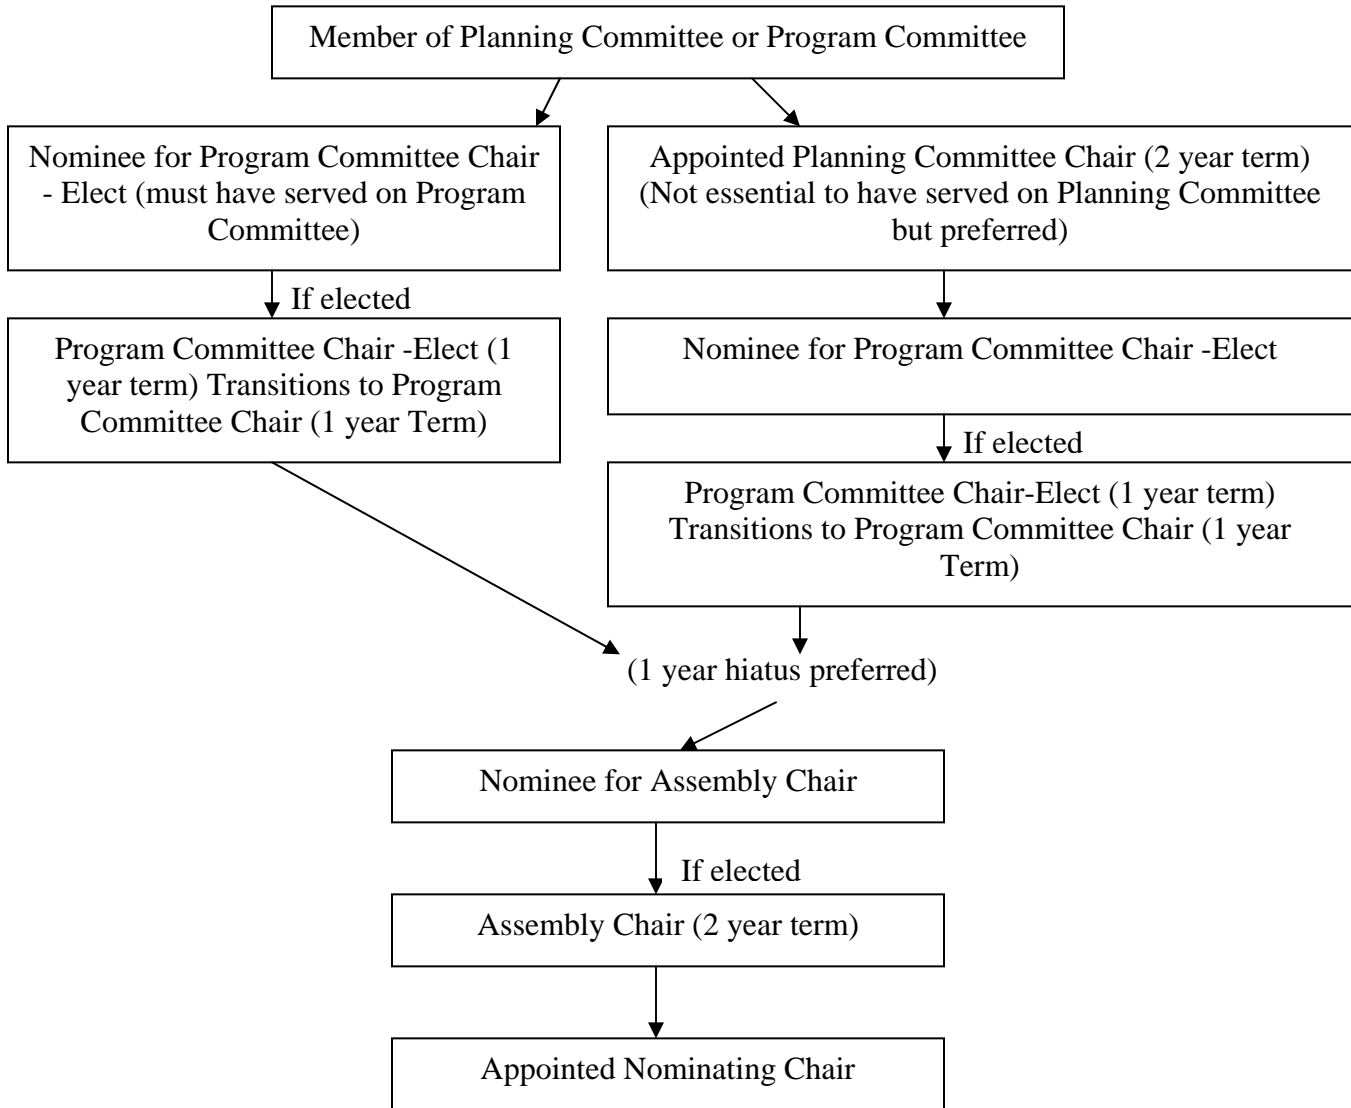 Member of Planning Committee or Program Committee
Nominee for Program Committee Chair
- Elect (must have served on Program
Committee)
Appointed Planning Committee Chair (2 year term)
(Not essential to have served on Planning Committee
but preferred)
If elected
Program Committee Chair -Elect (1
year term) Transitions to Program
Committee Chair (1 year Term)
Nominee for Program Committee Chair -Elect
If elected
Program Committee Chair-Elect (1 year term)
Transitions to Program Committee Chair (1 year
Term)
(1 year hiatus preferred)
Nominee for Assembly Chair
If elected
Assembly Chair (2 year term)
Appointed Nominating Chair